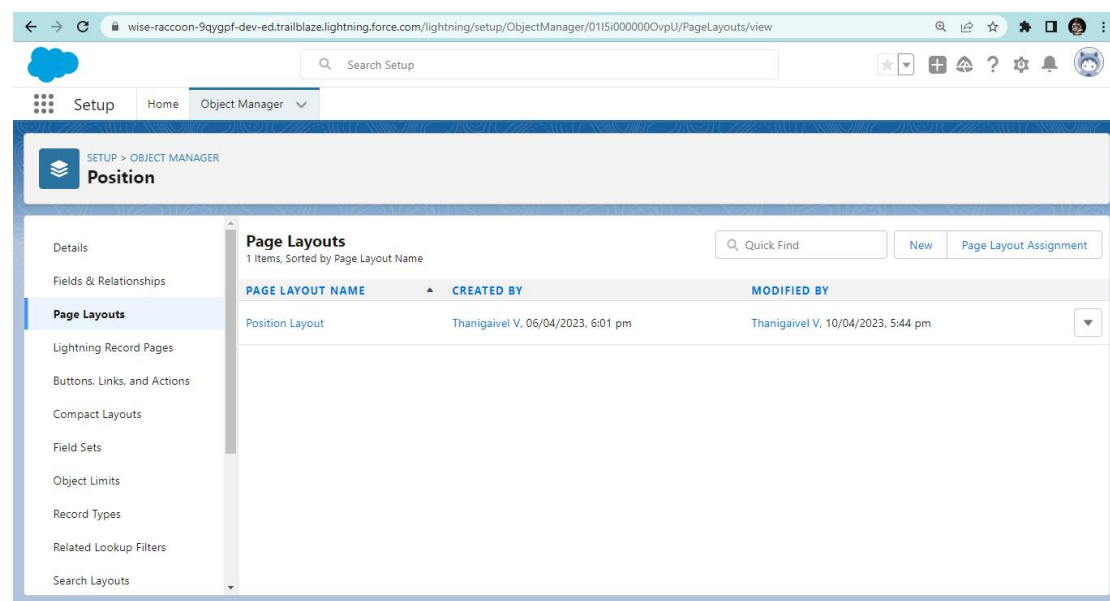 wise-raccoon-9qygpf-dev-ed.trailblaze.lightning.force.com/lightning/setup/ObjectManager/01I5i000000OvpU/PageLayouts/view
Search Setup
Setup Home Object Manager
SETUP > OBJECT MANAGER
Position
Details
Fields & Relationships
Page Layouts
Lightning Record Pages
Buttons, Links, and Actions
Compact Layouts
Field Sets
Object Limits
Record Types
Related Lookup Filters
Search Layouts
Page Layouts
1 Items, Sorted by Page Layout Name
Quick Find
New
Page Layout Assignment
PAGE LAYOUT NAME CREATED BY MODIFIED BY
Position Layout Thanigaivel V, 06/04/2023, 6:01 pm Thanigaivel V, 10/04/2023, 5:44 pm